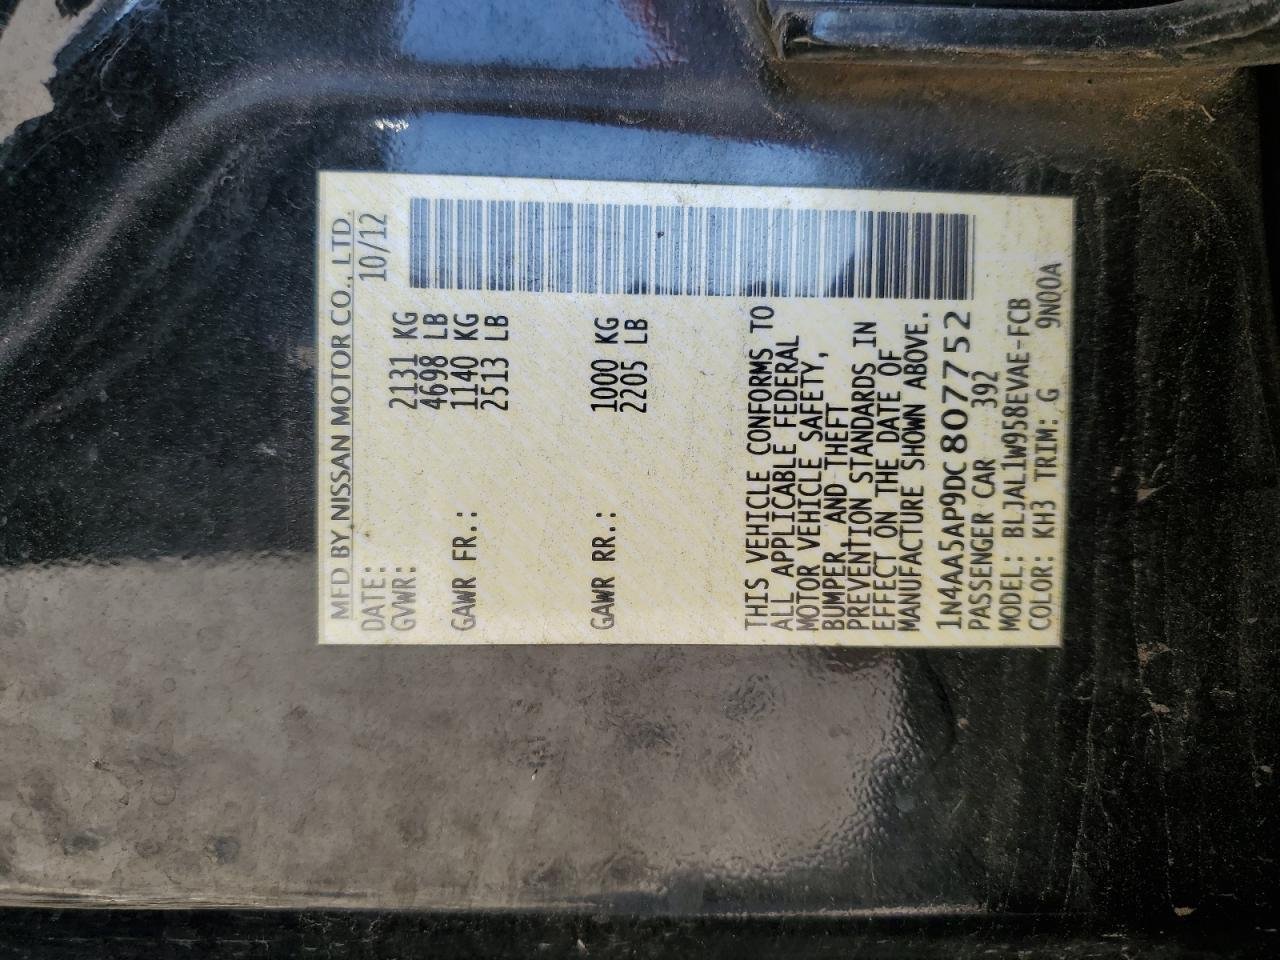 MFD BY NISSAN MOTOR CO., LTD.
DATE: 10/12
GVWR: 2131 KG
4698 LB
GAWR FR.: 1140 KG
2513 LB
GAWR RR.: 1000 KG
2205 LB
THIS VEHICLE CONFORMS TO
ALL APPLICABLE FEDERAL
MOTOR VEHICLE SAFETY,
BUMPER, AND THEFT
PREVENTION STANDARDS IN
EFFECT ON THE DATE OF
MANUFACTURE SHOWN ABOVE.
1N4AA5AP9DC807752
PASSENGER CAR 392
MODEL: BLJAL1W958EVAE-FCB
COLOR: KH3 TRIM: G 9N00A